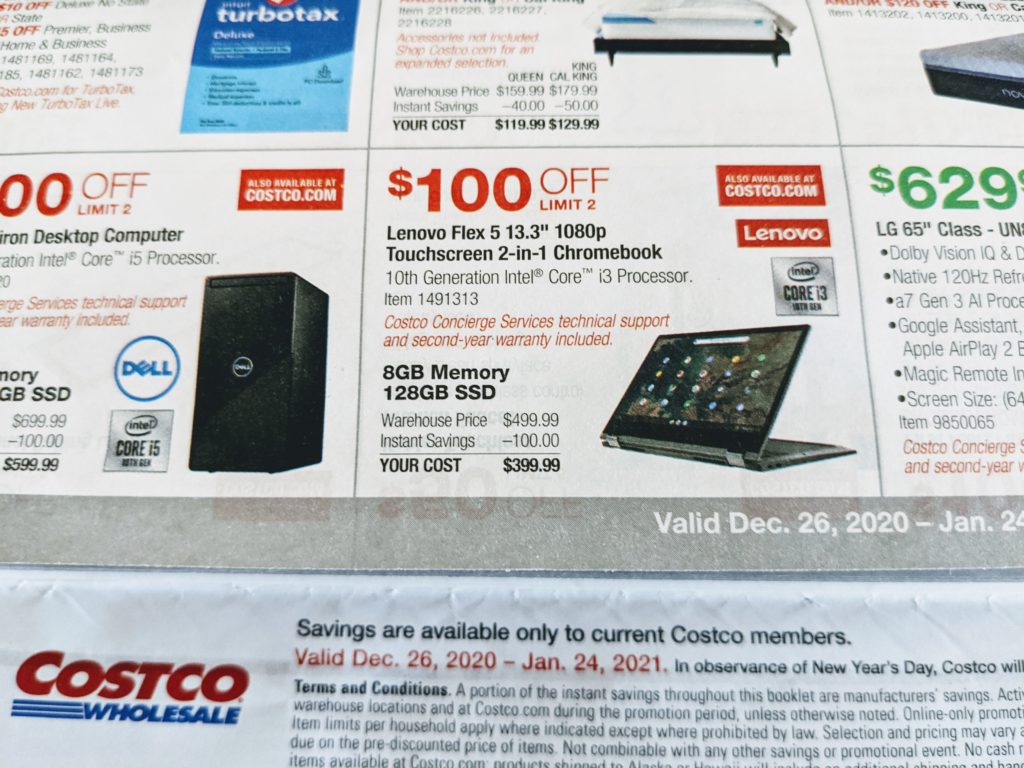 $10 OFF Deluxe No State
OR State
5 OFF Premier, Business
Home & Business
1481169, 1481164,
185, 1481162, 1481173
Costco.com for TurboTax
New TurboTax Live.
intuit
turbotax
Deluxe
PC Download
Item 2216226, 2216227,
2216228
Accessories not included.
Shop Costco.com for an
expanded selection.
KING
QUEEN CAL KING
Warehouse Price $159.99 $179.99
Instant Savings –40.00 –50.00
YOUR COST $119.99 $129.99
AND/OR $120 OFF King OR Ca
Item 1413202, 1413200, 141320
00 OFF
LIMIT 2
ALSO AVAILABLE AT
COSTCO.COM
iron Desktop Computer
ration Intel® Core™ i5 Processor.
20
erge Services technical support
ear warranty included.
DELL
DELL
mory
GB SSD
$699.99
–100.00
$599.99
intel
CORE i5
10TH GEN
$100 OFF
LIMIT 2
ALSO AVAILABLE AT
COSTCO.COM
Lenovo
Lenovo Flex 5 13.3" 1080p
Touchscreen 2-in-1 Chromebook
10th Generation Intel® Core™ i3 Processor.
Item 1491313
Costco Concierge Services technical support
and second-year warranty included.
intel
CORE i3
10TH GEN
8GB Memory
128GB SSD
Warehouse Price $499.99
Instant Savings –100.00
YOUR COST $399.99
$629
LG 65" Class - UN8
•Dolby Vision IQ & D
•Native 120Hz Refre
•a7 Gen 3 AI Proce
•Google Assistant,
Apple AirPlay 2 E
•Magic Remote In
•Screen Size: (64
Item 9850065
Costco Concierge S
and second-year w
Valid Dec. 26, 2020 – Jan. 24
COSTCO
WHOLESALE
Savings are available only to current Costco members.
Valid Dec. 26, 2020 – Jan. 24, 2021. In observance of New Year's Day, Costco will
Terms and Conditions. A portion of the instant savings throughout this booklet are manufacturers' savings. Acti
warehouse locations and at Costco.com during the promotion period, unless otherwise noted. Online-only promoti
Item limits per household apply where indicated except where prohibited by law. Selection and pricing may vary a
due on the pre-discounted price of items. Not combinable with any other savings or promotional event. No cash r
items available at Costco.com; products shipped to Alaska or Hawaii will include an additional shipping and hand